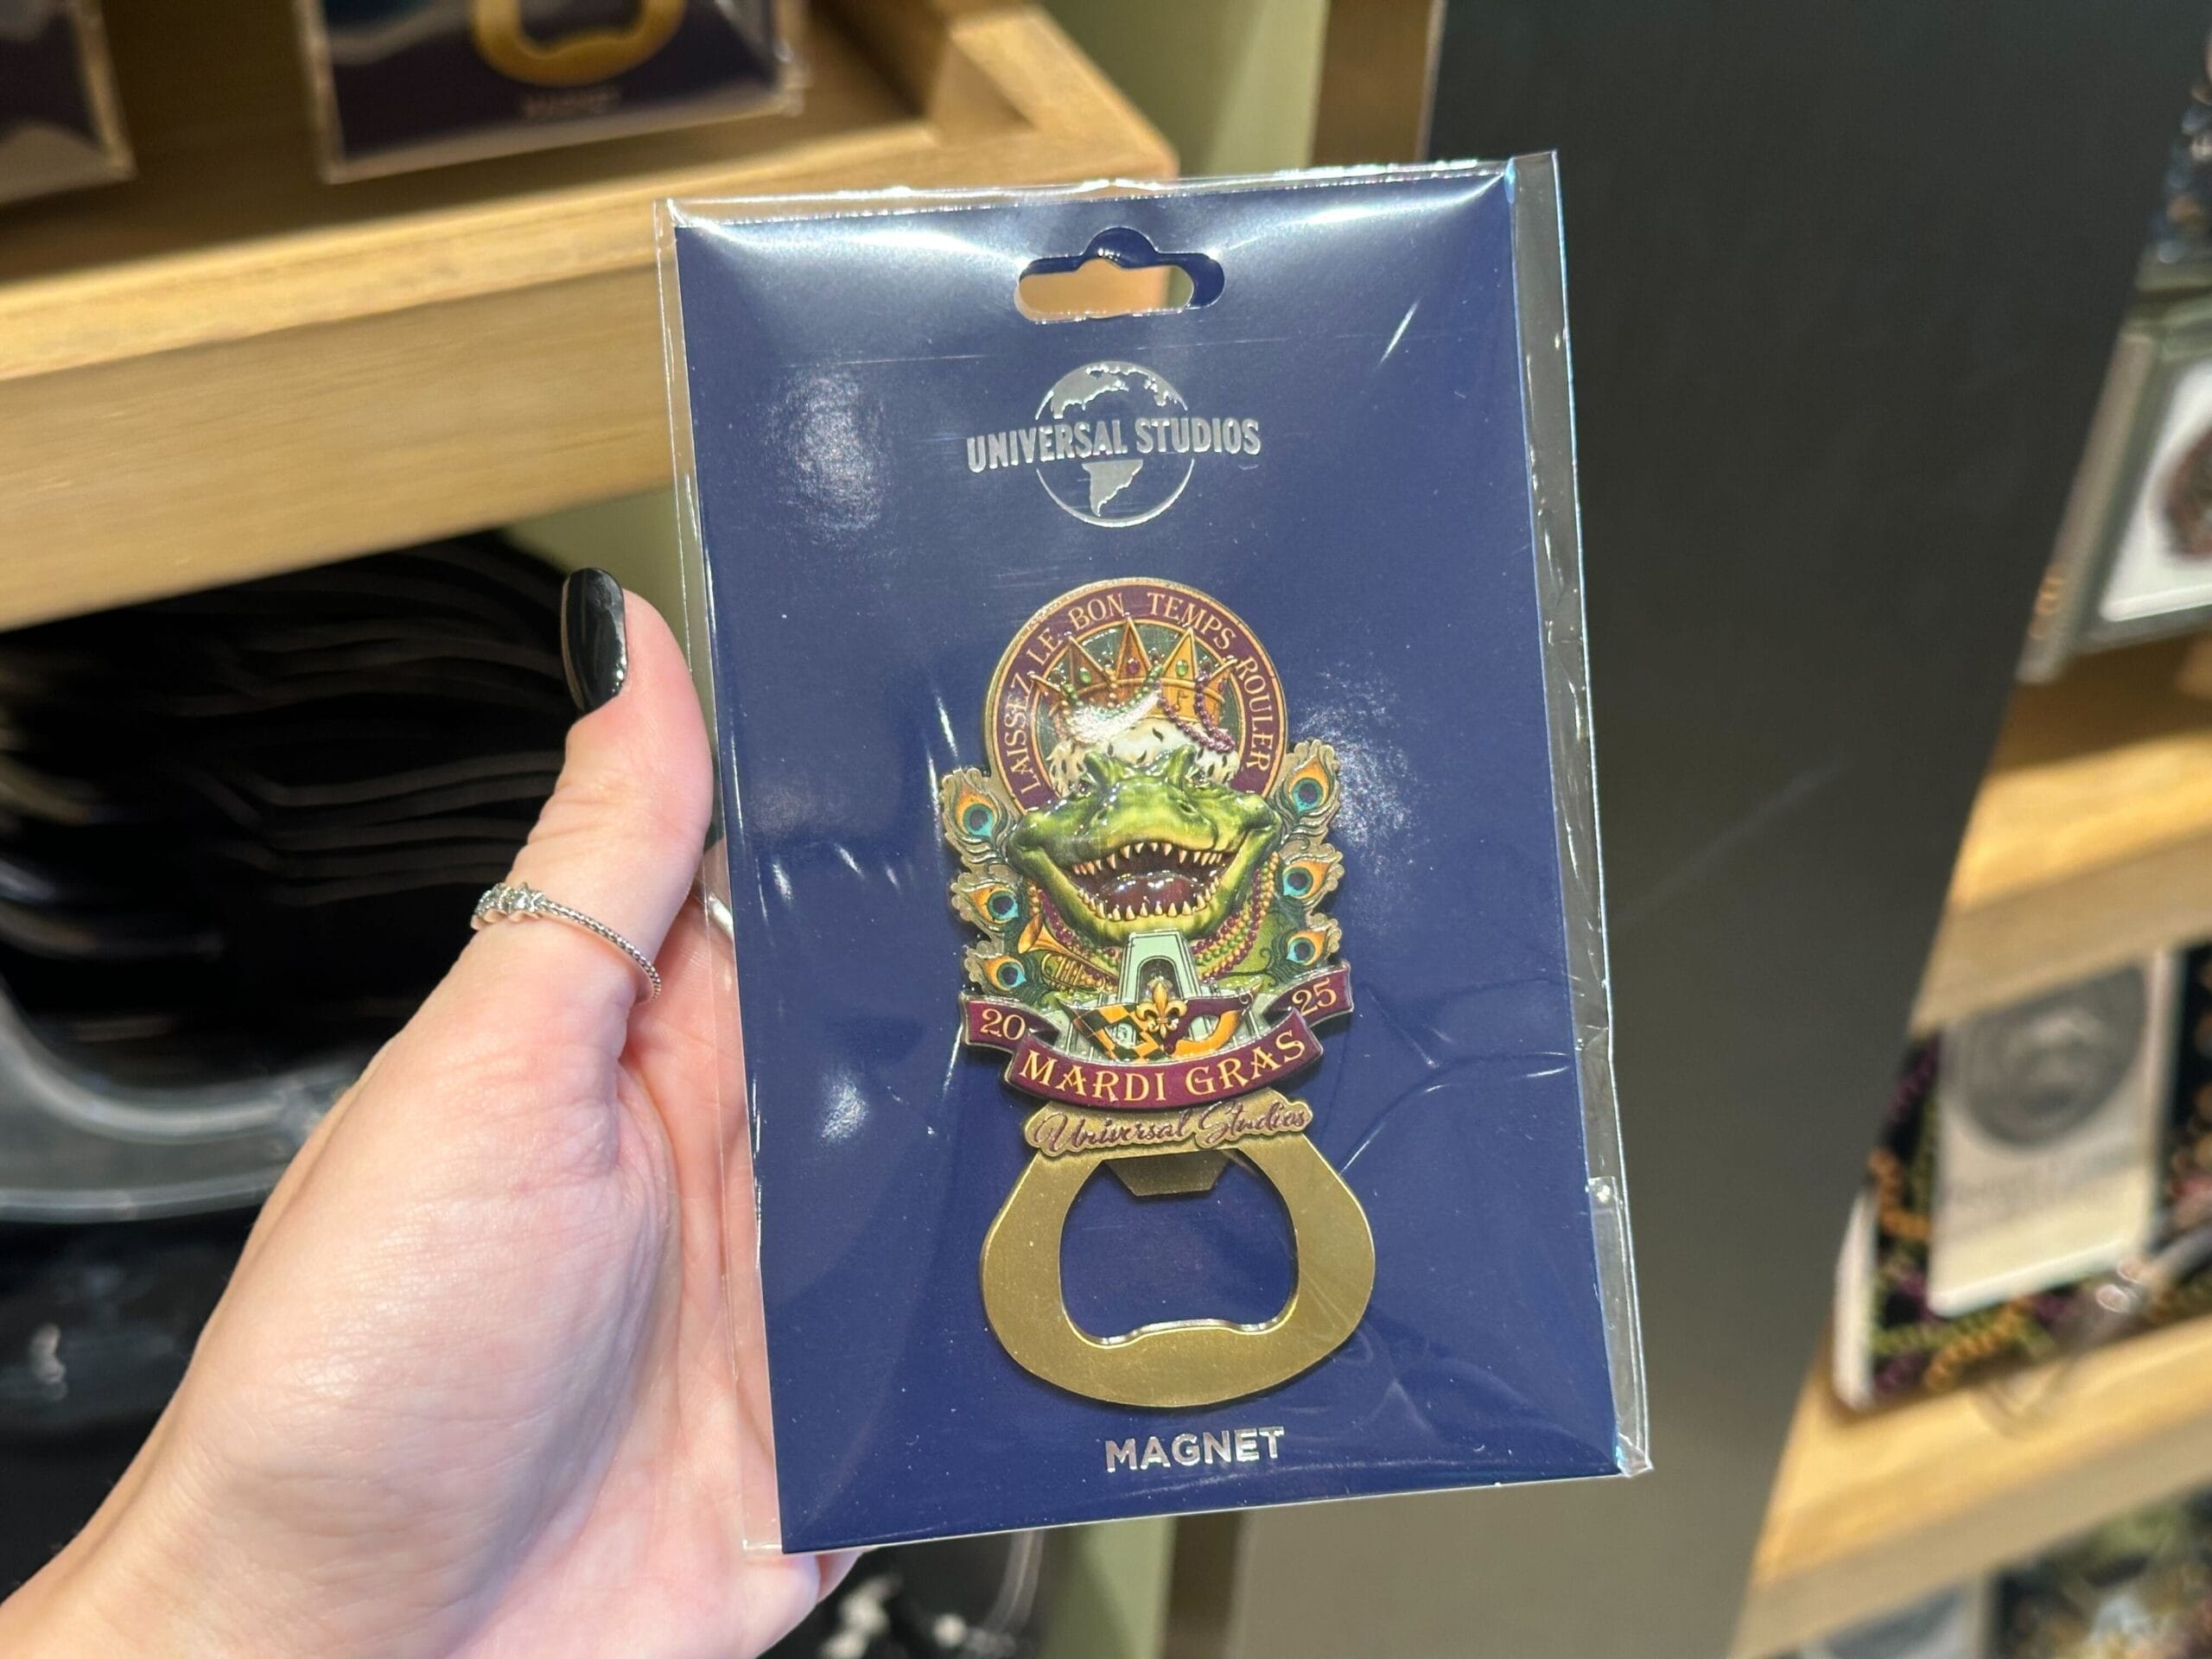 UNIVERSAL STUDIOS
LAISSEZ LE BON TEMPS ROULER
20 25
MARDI GRAS
Universal Studios
MAGNET